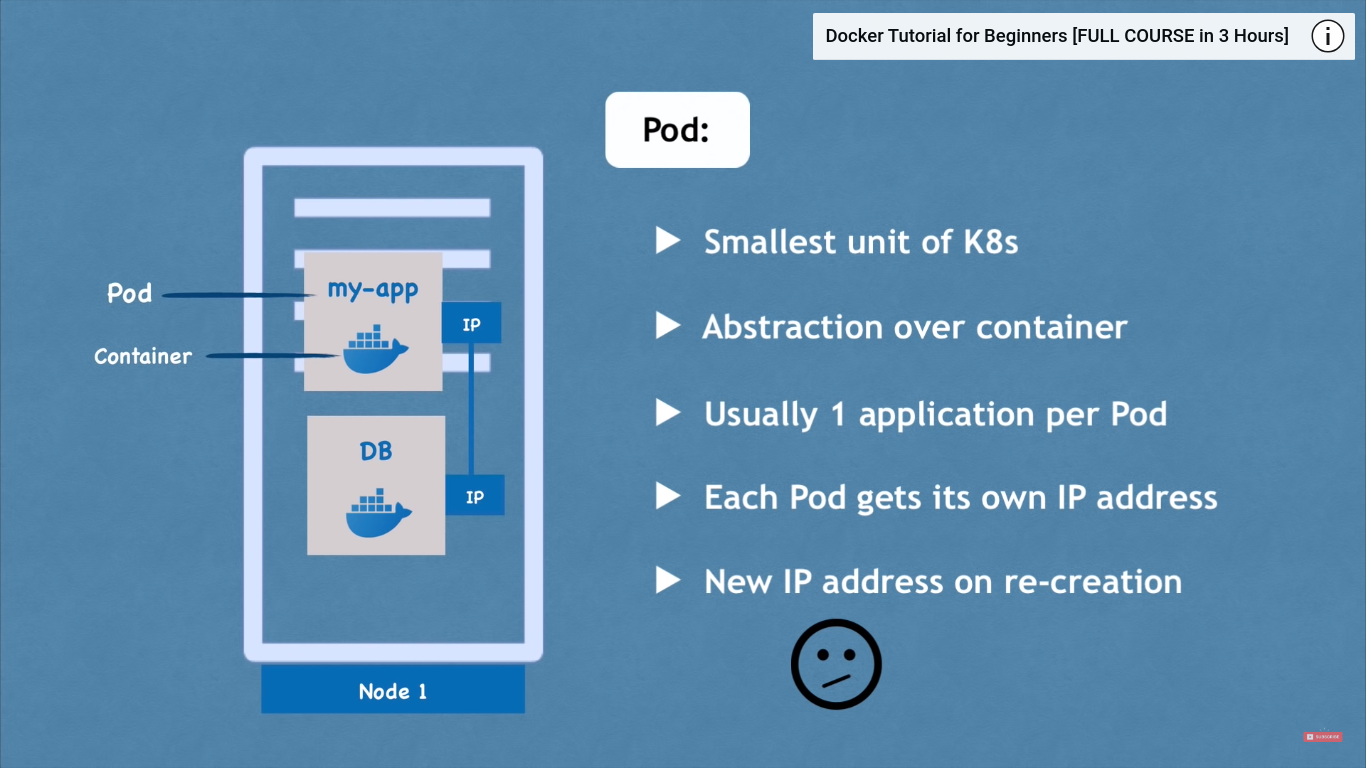 Docker Tutorial for Beginners [FULL COURSE in 3 Hours]
Pod:
Smallest unit of K8s
Abstraction over container
Usually 1 application per Pod
Each Pod gets its own IP address
New IP address on re-creation
Pod
Container
my-app
IP
DB
IP
Node 1
SUBSCRIBE